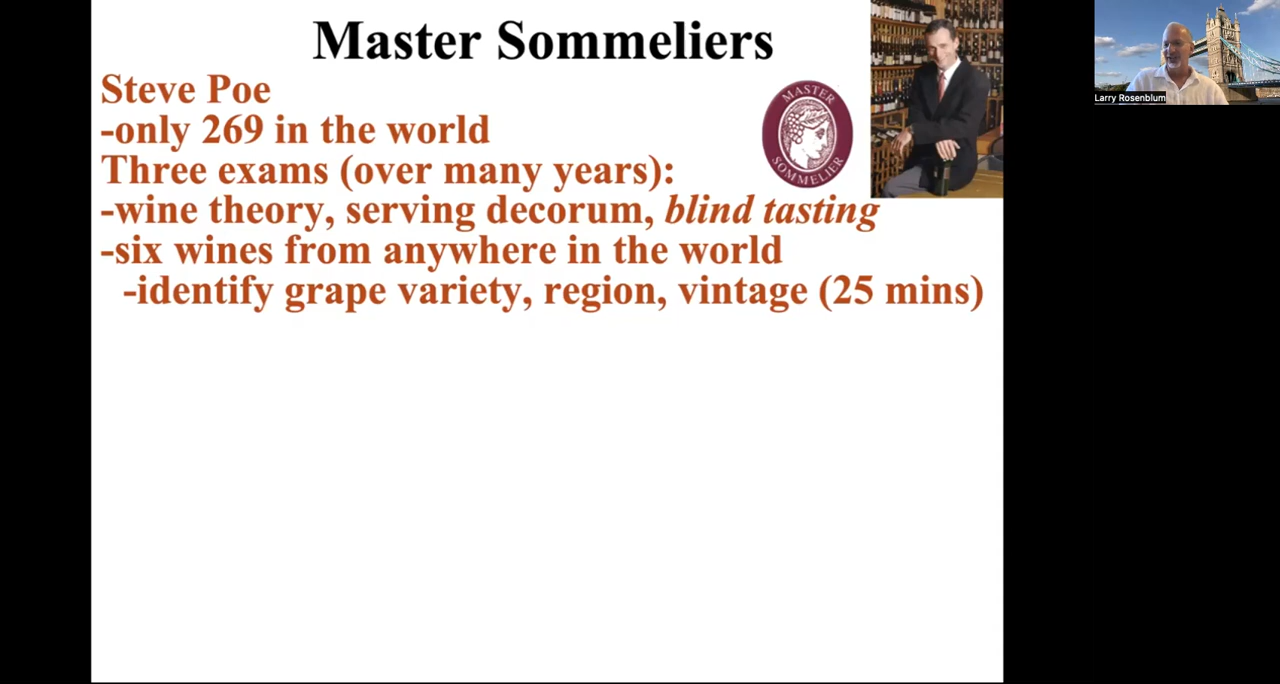 Master Sommeliers
Steve Poe
-only 269 in the world
Three exams (over many years):
-wine theory, serving decorum, blind tasting
-six wines from anywhere in the world
-identify grape variety, region, vintage (25 mins)
MASTER
SOMMELIER
Larry Rosenblum